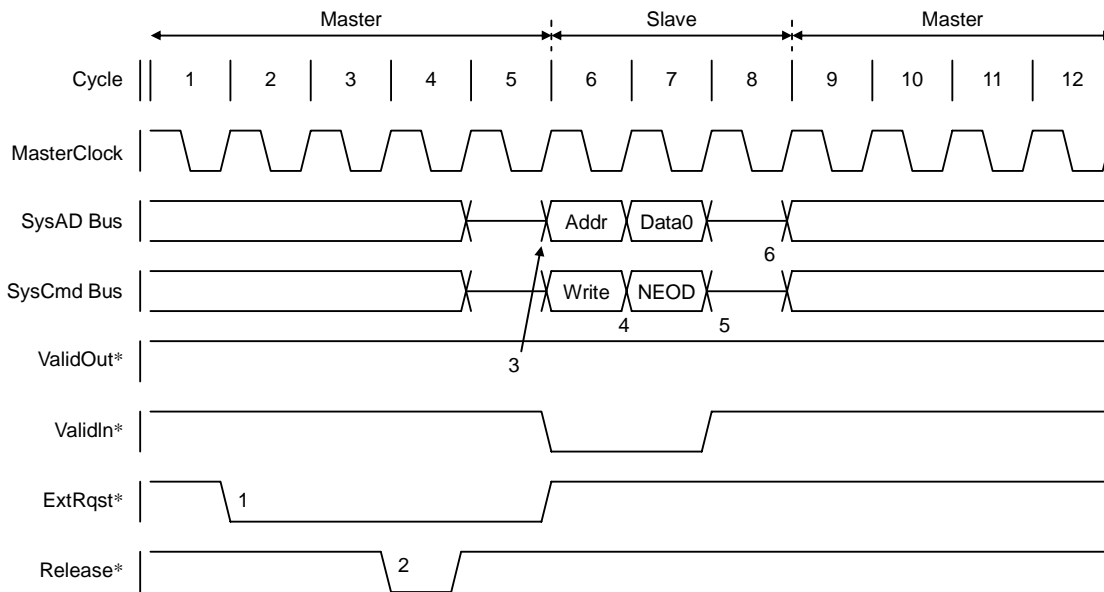 Master Slave Master
Cycle 1 2 3 4 5 6 7 8 9 10 11 12
MasterClock
SysAD Bus Addr Data0
6
SysCmd Bus Write NEOD
4 5
3
ValidOut*
ValidIn*
ExtRqst* 1
Release* 2